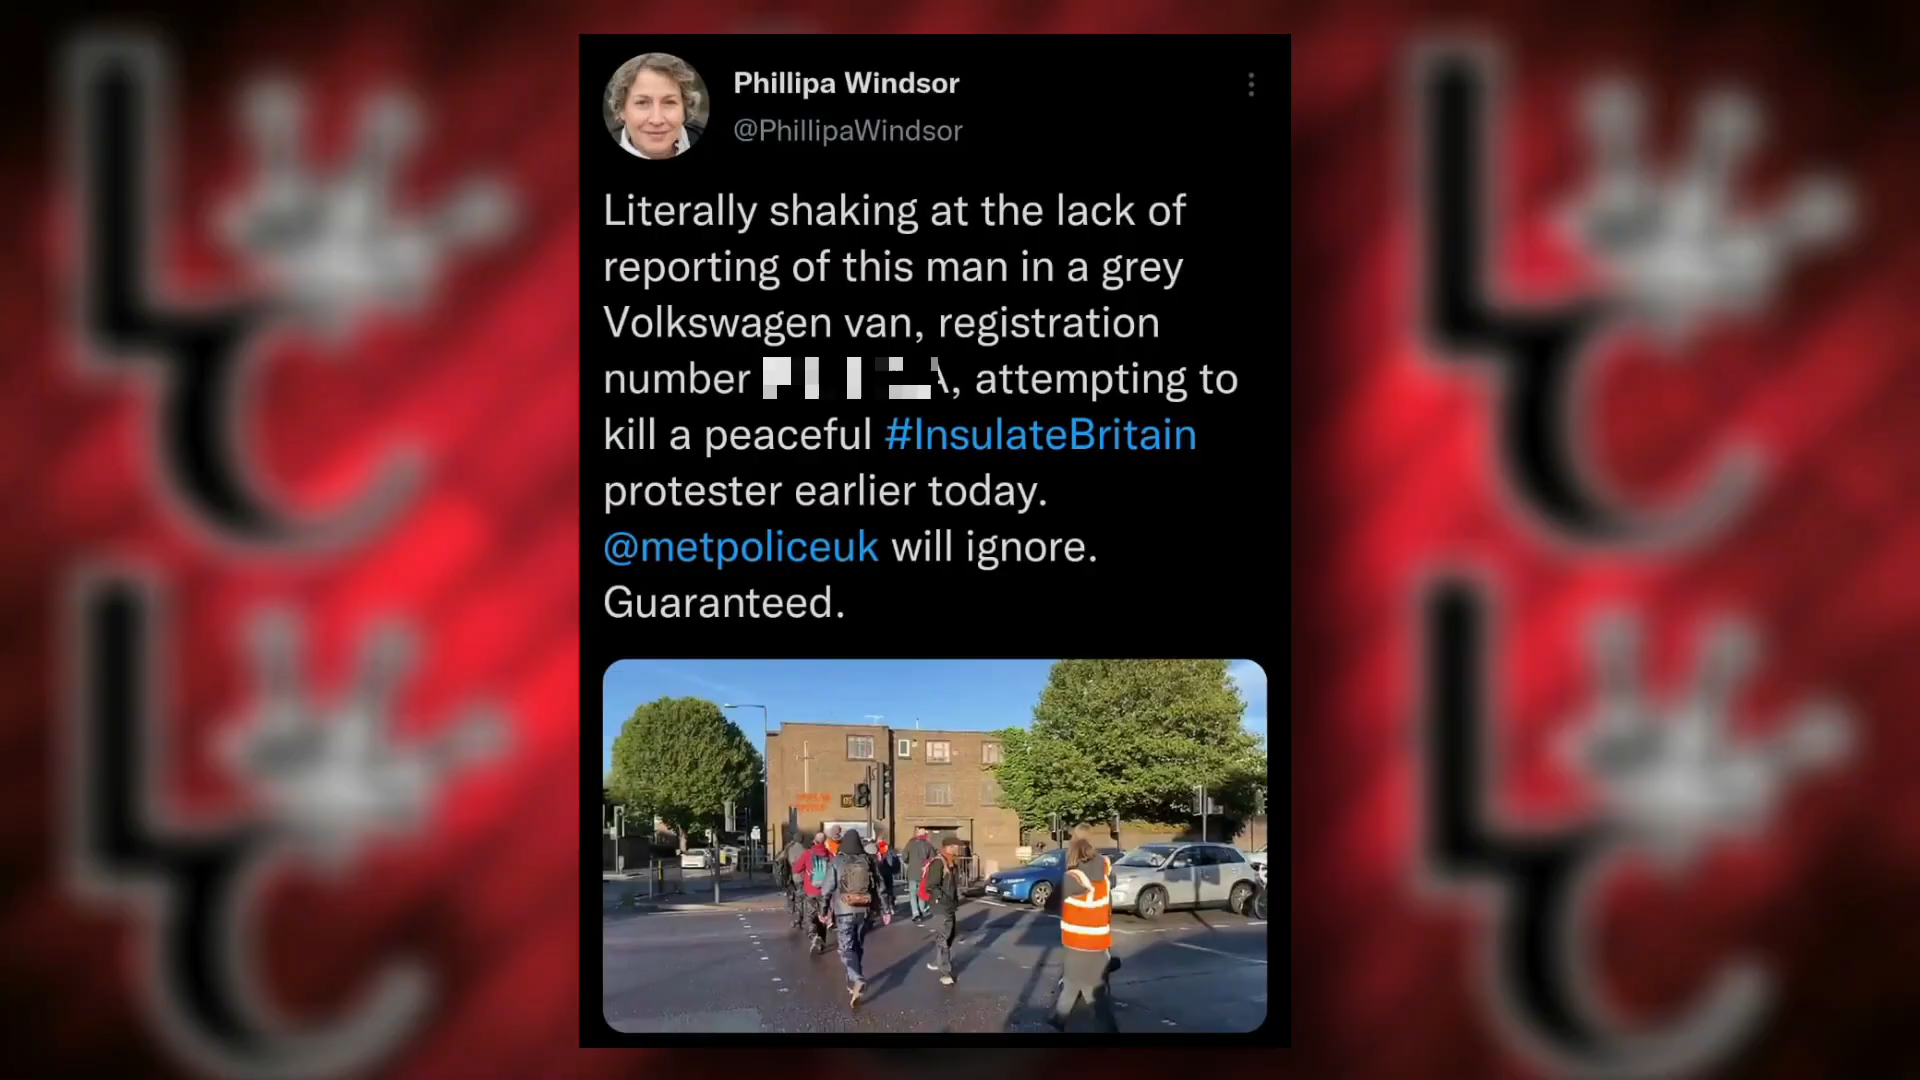 Phillipa Windsor
@PhillipaWindsor
Literally shaking at the lack of
reporting of this man in a grey
Volkswagen van, registration
number , attempting to
kill a peaceful #InsulateBritain
protester earlier today.
@metpoliceuk will ignore.
Guaranteed.